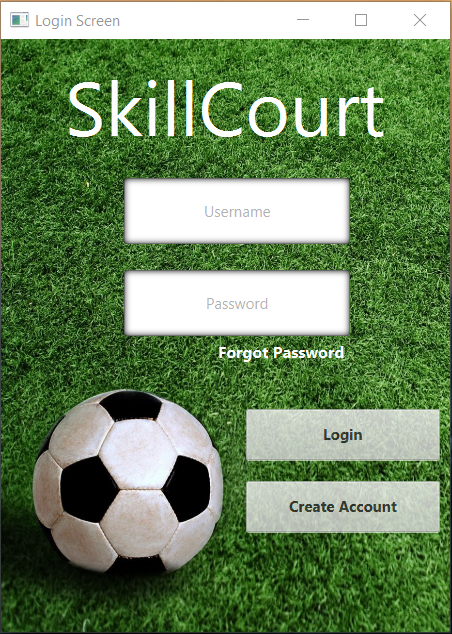 Login Screen
SkillCourt
Username
Password
Forgot Password
Login
Create Account